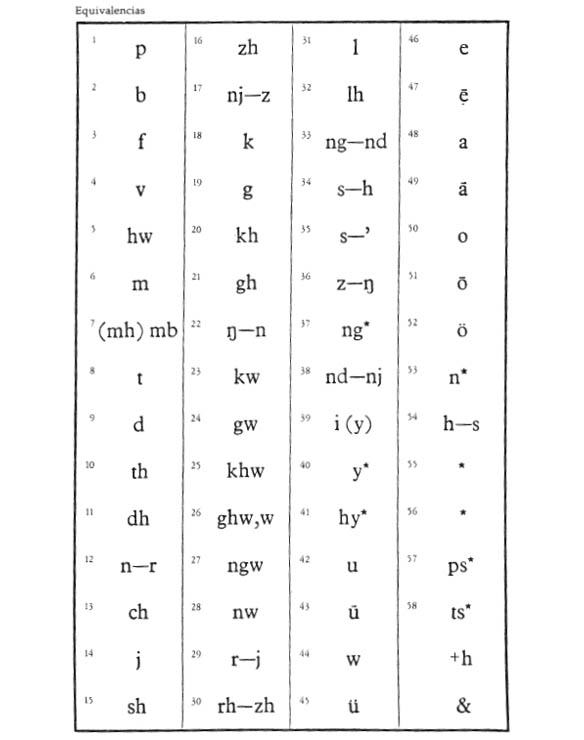 Equivalencias
1 p
2 b
3 f
4 v
5 hw
6 m
7 (mh) mb
8 t
9 d
10 th
11 dh
12 n—r
13 ch
14 j
15 sh
16 zh
17 nj—z
18 k
19 g
20 kh
21 gh
22 ŋ—n
23 kw
24 gw
25 khw
26 ghw,w
27 ngw
28 nw
29 r—j
30 rh—zh
31 l
32 lh
33 ng—nd
34 s—h
35 s—’
36 z—ŋ
37 ng*
38 nd—nj
39 i (y)
40 y*
41 hy*
42 u
43 ū
44 w
45 ü
46 e
47 ẹ̄
48 a
49 ā
50 o
51 ō
52 ö
53 n*
54 h—s
55 *
56 *
57 ps*
58 ts*
+h
&